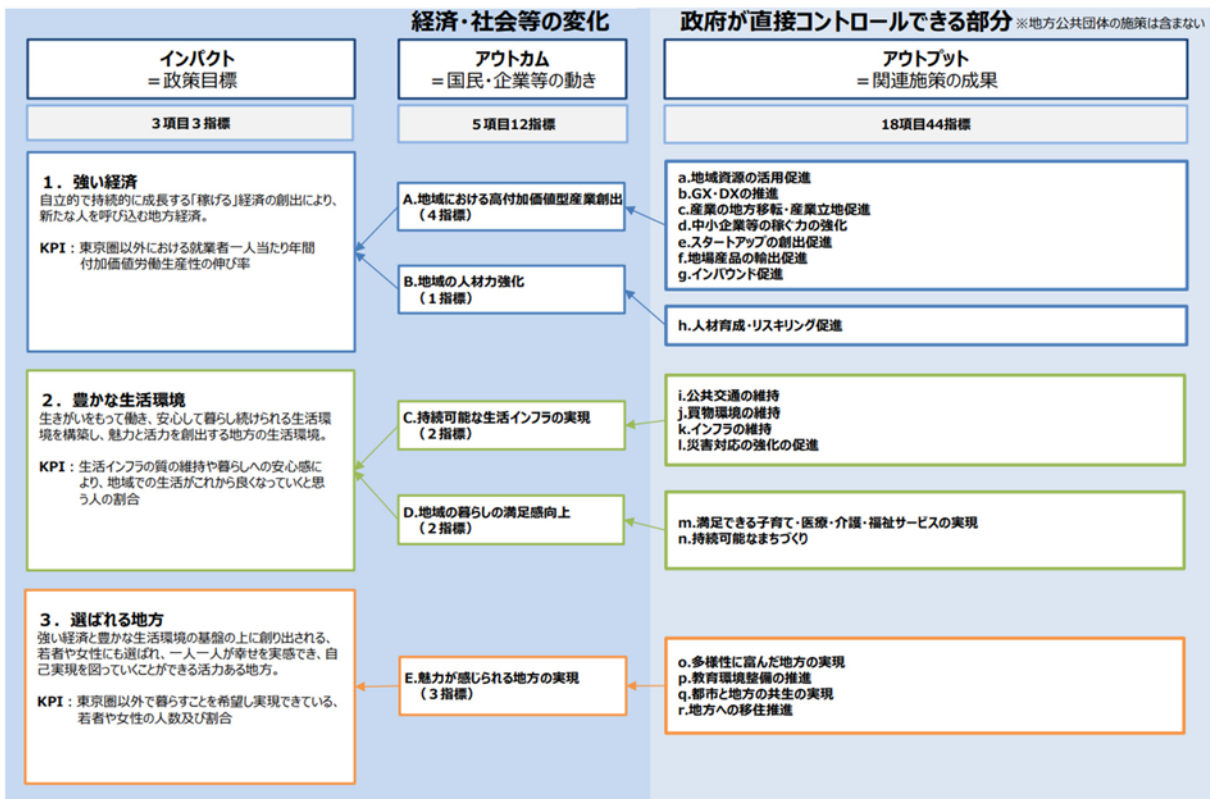 経済・社会等の変化
政府が直接コントロールできる部分 ※地方公共団体の施策は含まない
インパクト
＝政策目標
アウトカム
＝国民・企業等の動き
アウトプット
＝関連施策の成果
３項目３指標
５項目12指標
18項目44指標
１．強い経済
自立的で持続的に成長する「稼げる」経済の創出により、
新たな人を呼び込む地方経済。
KPI：東京圏以外における就業者一人当たり年間
付加価値労働生産性の伸び率
A.地域における高付加価値型産業創出
（４指標）
B.地域の人材力強化
（１指標）
a.地域資源の活用促進
b.GX・DXの推進
c.産業の地方移転・産業立地促進
d.中小企業等の稼ぐ力の強化
e.スタートアップの創出促進
f.地場産品の輸出促進
g.インバウンド促進
h.人材育成・リスキリング促進
２．豊かな生活環境
生きがいをもって働き、安心して暮らし続けられる生活環
境を構築し、魅力と活力を創出する地方の生活環境。
KPI：生活インフラの質の維持や暮らしへの安心感に
より、地域での生活がこれから良くなっていくと思
う人の割合
C.持続可能な生活インフラの実現
（２指標）
D.地域の暮らしの満足感向上
（２指標）
i.公共交通の維持
j.買物環境の維持
k.インフラの維持
l.災害対応の強化の促進
m.満足できる子育て・医療・介護・福祉サービスの実現
n.持続可能なまちづくり
３．選ばれる地方
強い経済と豊かな生活環境の基盤の上に創り出される、
若者や女性にも選ばれ、一人一人が幸せを実感でき、自
己実現を図っていくことができる活力ある地方。
KPI：東京圏以外で暮らすことを希望し実現できている、
若者や女性の人数及び割合
E.魅力が感じられる地方の実現
（３指標）
o.多様性に富んだ地方の実現
p.教育環境整備の推進
q.都市と地方の共生の実現
r.地方への移住推進